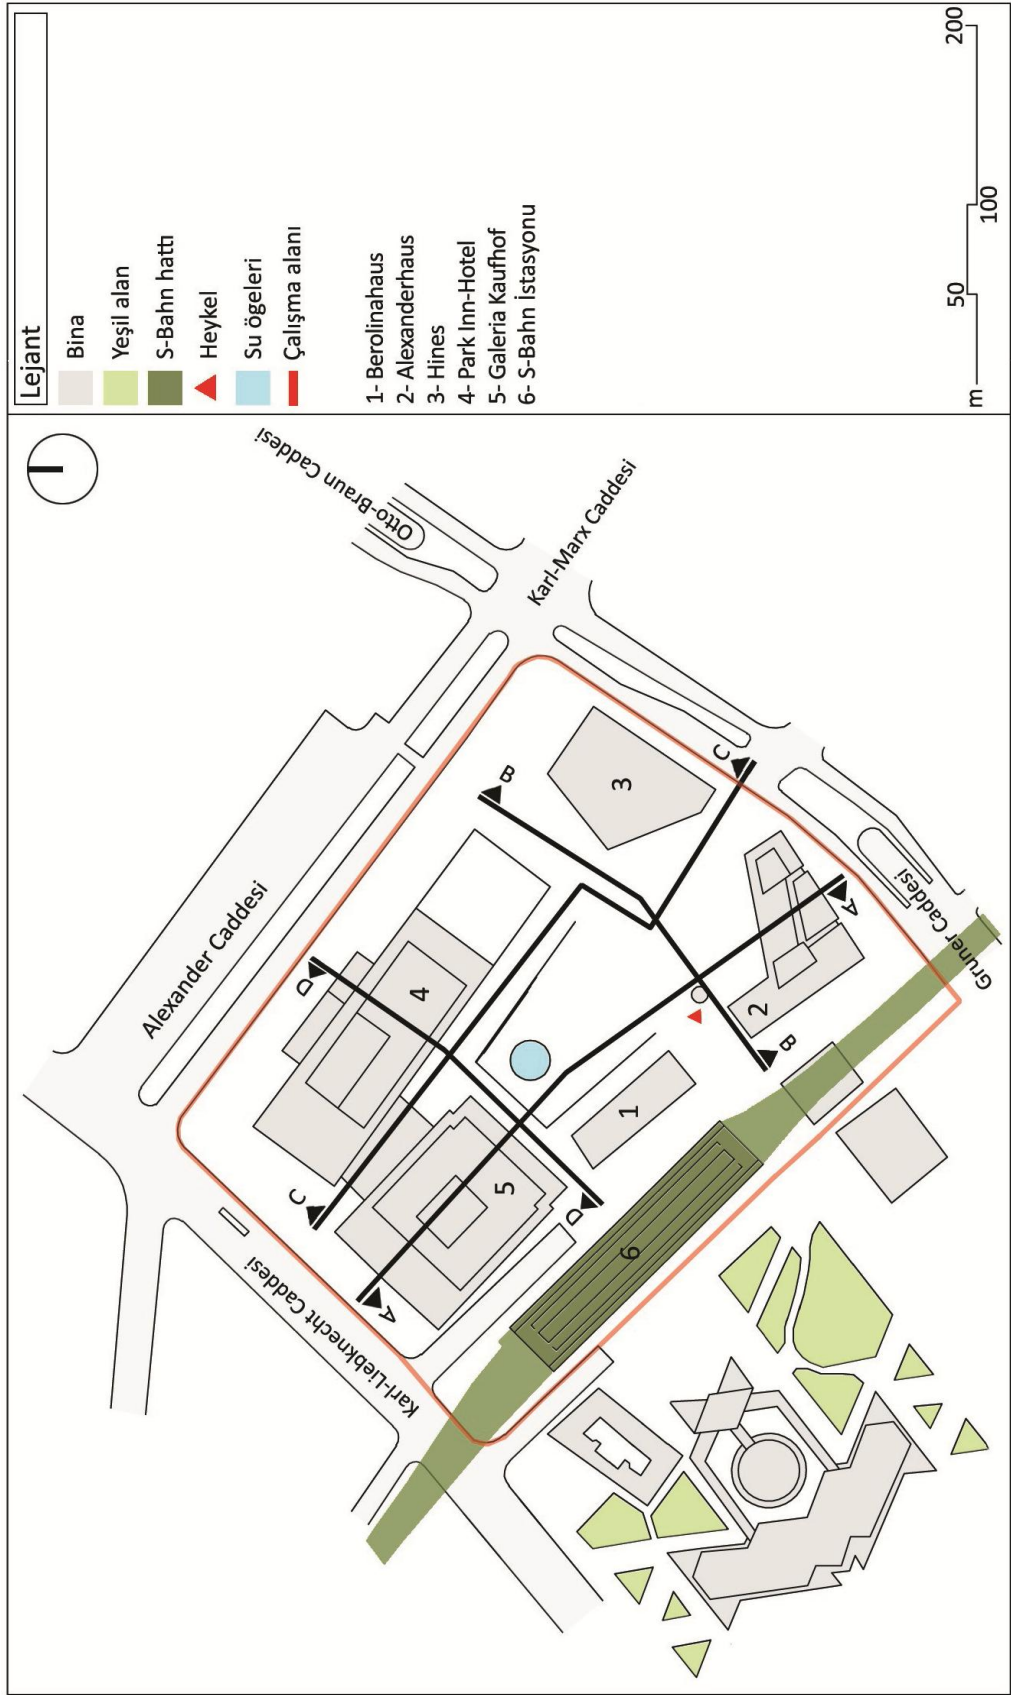 Lejant
Bina
Yeşil alan
S-Bahn hattı
Heykel
Su ögeleri
Çalışma alanı
1- Berolinahaus
2- Alexanderhaus
3- Hines
4- Park Inn-Hotel
5- Galeria Kaufhof
6- S-Bahn İstasyonu
m
50
100
200
Alexander Caddesi
Otto-Braun Caddesi
Karl-Marx Caddesi
Karl-Liebknecht Caddesi
Gruner Caddesi
A
A
B
B
C
C
D
D
1
2
3
4
5
6